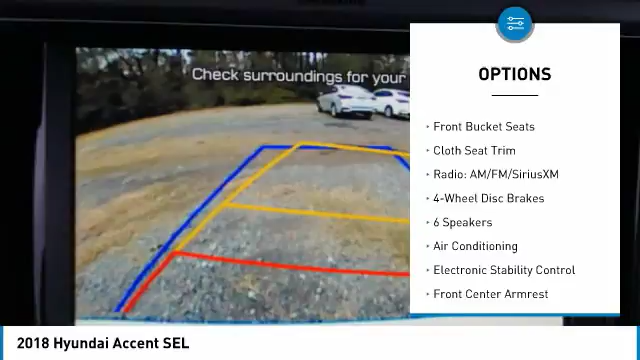 Check surroundings for your
OPTIONS
Front Bucket Seats
Cloth Seat Trim
Radio: AM/FM/SiriusXM
4-Wheel Disc Brakes
6 Speakers
Air Conditioning
Electronic Stability Control
Front Center Armrest
2018 Hyundai Accent SEL